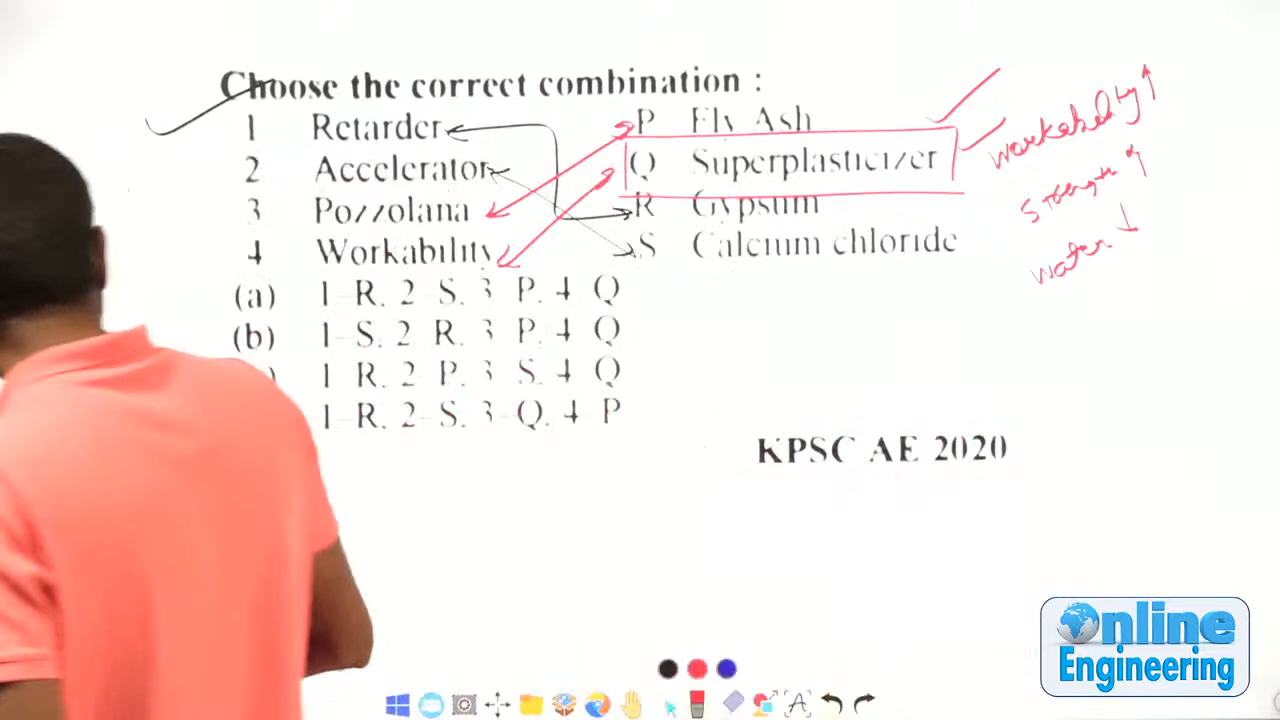 Choose the correct combination :
1 Retarder P Fly Ash
2 Accelerator Q Superplasticizer
3 Pozzolana R Gypsum
4 Workability S Calcium chloride
(a) 1-R. 2-S. 3 P. 4 Q
(b) 1-S. 2 R. 3 P. 4 Q
) 1 R. 2 P. 3 S. 4 Q
1-R. 2-S. 3-Q. 4 P
KPSC AE 2020
Workability ↑
Strength ↑
water ↓
Online
Engineering